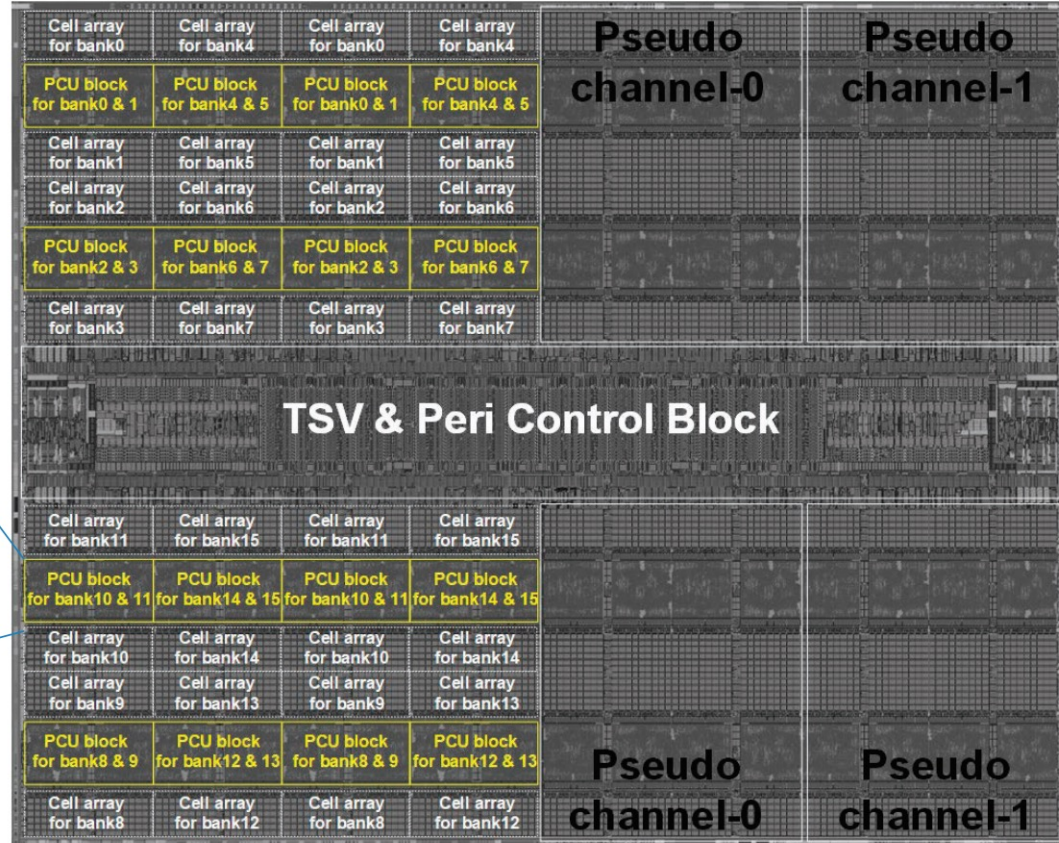 Cell array for bank0 Cell array for bank4 Cell array for bank0 Cell array for bank4
Pseudo channel-0 Pseudo channel-1
PCU block for bank0 & 1 PCU block for bank4 & 5 PCU block for bank0 & 1 PCU block for bank4 & 5
Cell array for bank1 Cell array for bank5 Cell array for bank1 Cell array for bank5
Cell array for bank2 Cell array for bank6 Cell array for bank2 Cell array for bank6
PCU block for bank2 & 3 PCU block for bank6 & 7 PCU block for bank2 & 3 PCU block for bank6 & 7
Cell array for bank3 Cell array for bank7 Cell array for bank3 Cell array for bank7
TSV & Peri Control Block
Cell array for bank11 Cell array for bank15 Cell array for bank11 Cell array for bank15
PCU block for bank10 & 11 PCU block for bank14 & 15 PCU block for bank10 & 11 PCU block for bank14 & 15
Cell array for bank10 Cell array for bank14 Cell array for bank10 Cell array for bank14
Cell array for bank9 Cell array for bank13 Cell array for bank9 Cell array for bank13
PCU block for bank8 & 9 PCU block for bank12 & 13 PCU block for bank8 & 9 PCU block for bank12 & 13
Pseudo channel-0 Pseudo channel-1
Cell array for bank8 Cell array for bank12 Cell array for bank8 Cell array for bank12